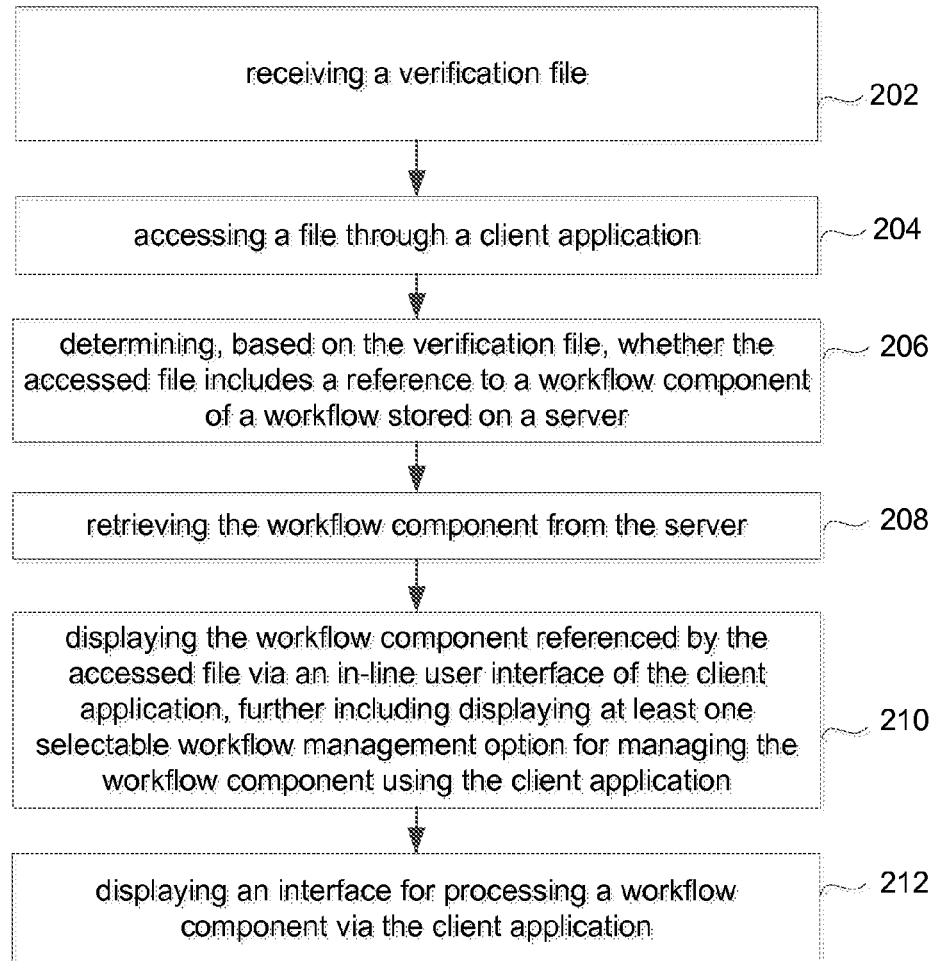 receiving a verification file
202
accessing a file through a client application
204
determining, based on the verification file, whether the
accessed file includes a reference to a workflow component
of a workflow stored on a server
206
retrieving the workflow component from the server
208
displaying the workflow component referenced by the
accessed file via an in-line user interface of the client
application, further including displaying at least one
selectable workflow management option for managing the
workflow component using the client application
210
displaying an interface for processing a workflow
component via the client application
212